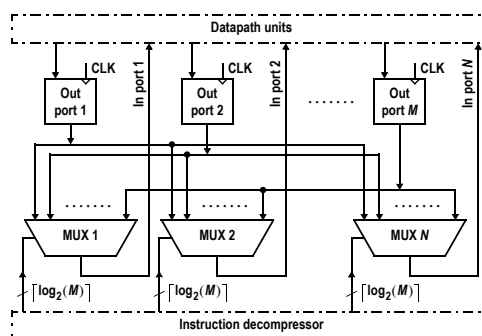 Datapath units
CLK
CLK
CLK
Out port 1
In port 1
Out port 2
In port 2
.......
Out port M
In port N
.......
.......
.......
MUX 1
MUX 2
MUX N
⌈log₂(M)⌉
⌈log₂(M)⌉
⌈log₂(M)⌉
Instruction decompressor